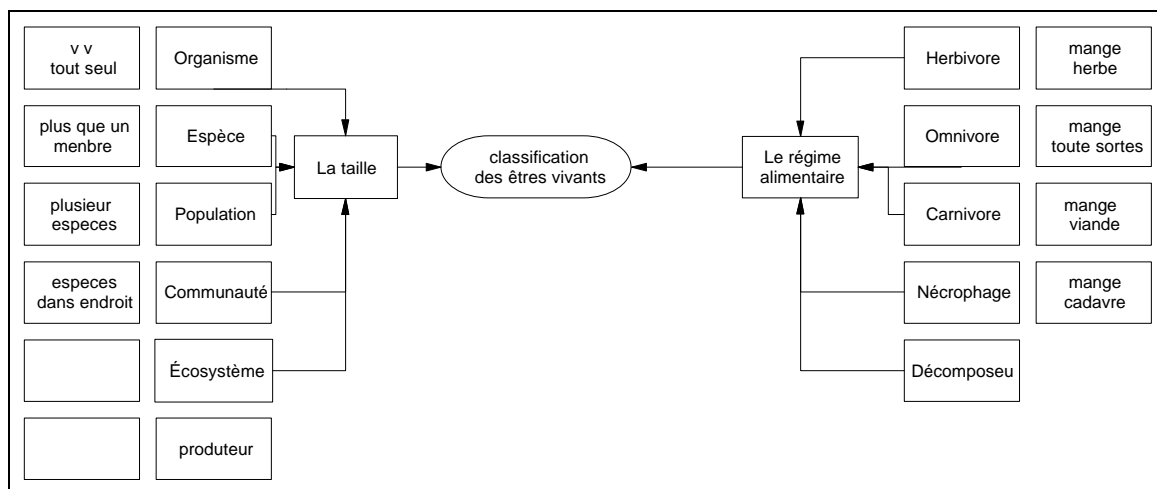 v v
tout seul
Organisme
Herbivore
mange
herbe
plus que un
menbre
Espèce
La taille
classification
des êtres vivants
Le régime
alimentaire
Omnivore
mange
toute sortes
plusieur
especes
Population
Carnivore
mange
viande
especes
dans endroit
Communauté
Nécrophage
mange
cadavre
Écosystème
Décomposeu
produteur